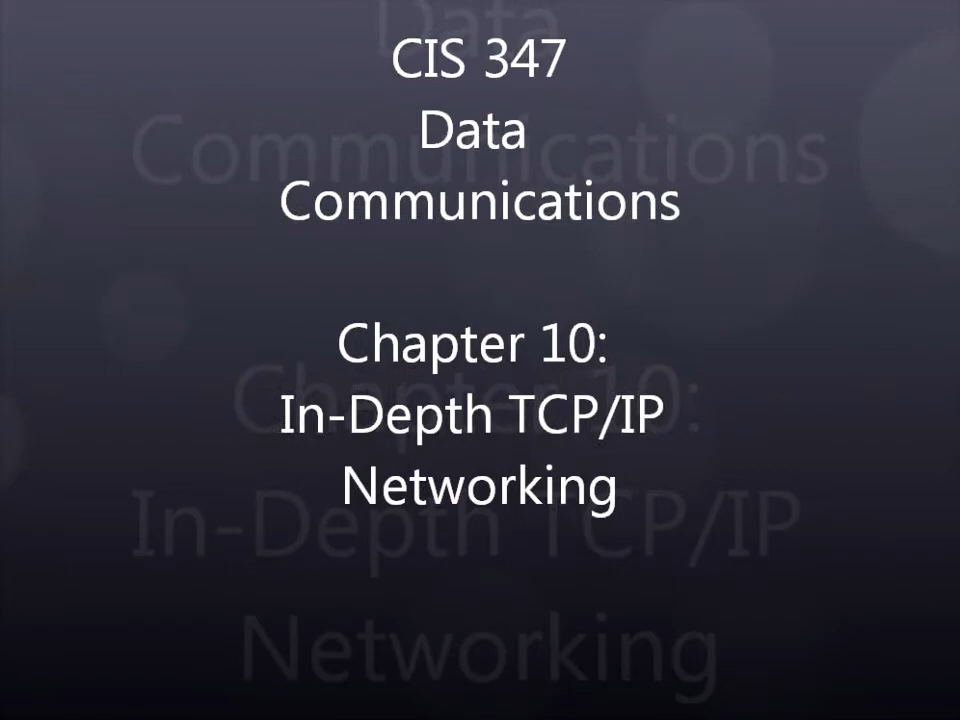 CIS 347
Data
Communications
Chapter 10:
In-Depth TCP/IP
Networking